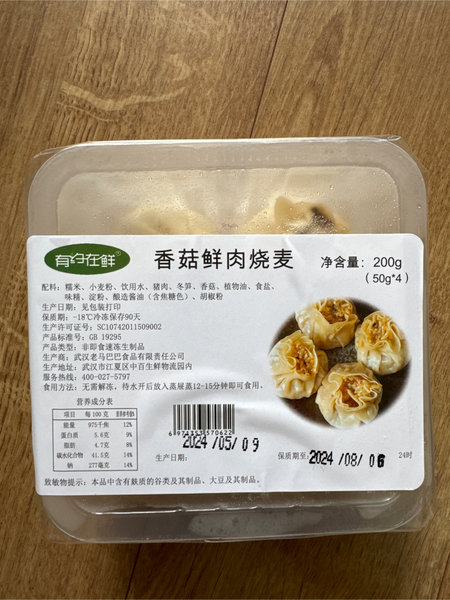 有约在鲜®
香菇鲜肉烧麦
净含量：200g
（50g*4）
配料：糯米、小麦粉、饮用水、猪肉、冬笋、香菇、植物油、食盐、
味精、淀粉、酿造酱油（含焦糖色）、胡椒粉
生产日期：见包装打印
保质期：-18℃冷冻保存90天
生产许可证号：SC10742011509002
产品标准号：GB 19295
产品类型：非即食速冻生制品
生产商：武汉老马巴巴食品有限责任公司
生产地：武汉市江夏区中百生鲜物流园内
服务热线：400-027-5797
食用方法：无需解冻，待水开后放入蒸屉蒸12-15分钟即可食用。
营养成分表
项目 每100克 营养素参考值%
能量 975千焦 12%
蛋白质 5.6克 9%
脂肪 4.7克 8%
碳水化合物 41.5克 14%
钠 277毫克 14%
6974353570622
生产日期：2024/05/09
保质期至：2024/08/06 24时
致敏物提示：本品中含有麸质的谷类及其制品、大豆及其制品。